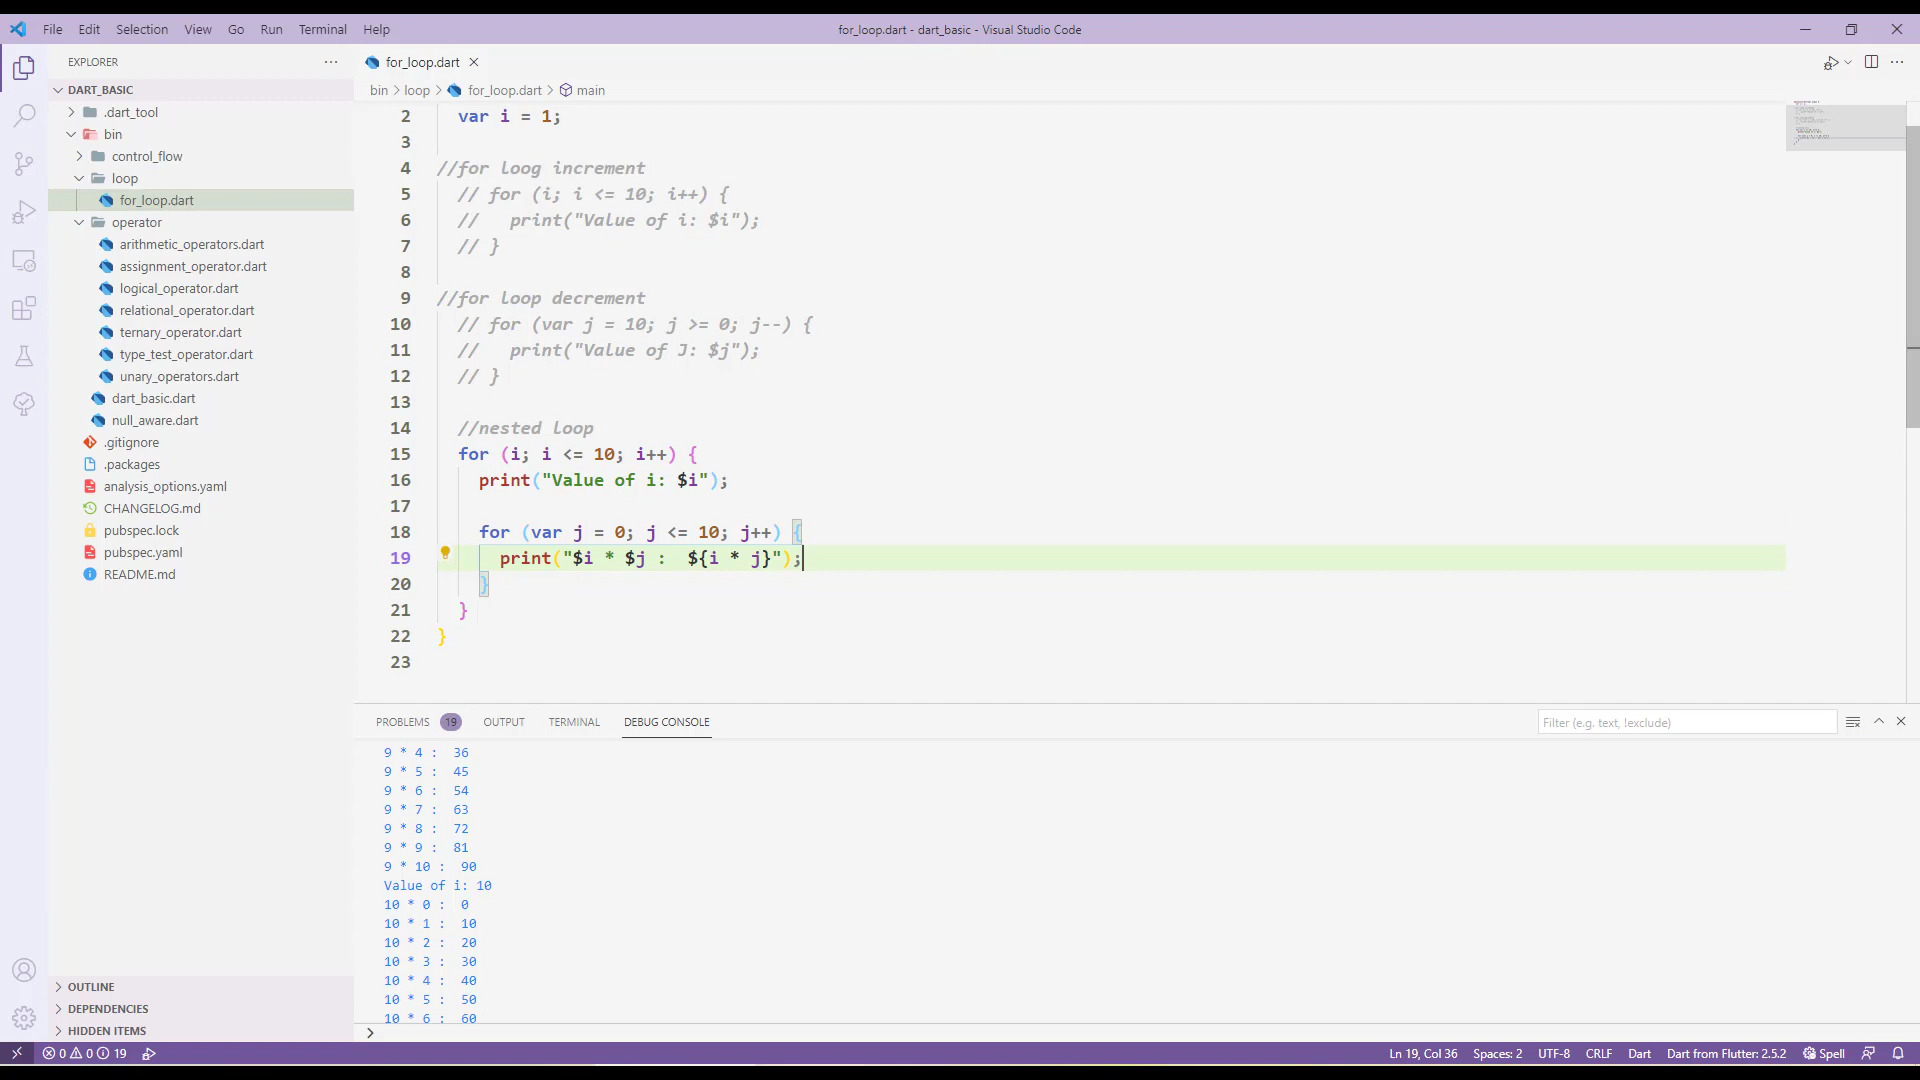 File Edit Selection View Go Run Terminal Help
for_loop.dart - dart_basic - Visual Studio Code
EXPLORER
DART_BASIC
.dart_tool
bin
control_flow
loop
for_loop.dart
operator
arithmetic_operators.dart
assignment_operator.dart
logical_operator.dart
relational_operator.dart
ternary_operator.dart
type_test_operator.dart
unary_operators.dart
dart_basic.dart
null_aware.dart
.gitignore
.packages
analysis_options.yaml
CHANGELOG.md
pubspec.lock
pubspec.yaml
README.md
OUTLINE
DEPENDENCIES
HIDDEN ITEMS
for_loop.dart
bin > loop > for_loop.dart > main
2 var i = 1;
3
4 //for loog increment
5 // for (i; i <= 10; i++) {
6 //   print("Value of i: $i");
7 // }
8
9 //for loop decrement
10 // for (var j = 10; j >= 0; j--) {
11 //   print("Value of J: $j");
12 // }
13
14 //nested loop
15 for (i; i <= 10; i++) {
16 print("Value of i: $i");
17
18 for (var j = 0; j <= 10; j++) {
19 print("$i * $j :  ${i * j}");
20 }
21 }
22 }
23
PROBLEMS 19 OUTPUT TERMINAL DEBUG CONSOLE
Filter (e.g. text, !exclude)
9 * 4 :  36
9 * 5 :  45
9 * 6 :  54
9 * 7 :  63
9 * 8 :  72
9 * 9 :  81
9 * 10 :  90
Value of i: 10
10 * 0 :  0
10 * 1 :  10
10 * 2 :  20
10 * 3 :  30
10 * 4 :  40
10 * 5 :  50
10 * 6 :  60
0 0 19
Ln 19, Col 36 Spaces: 2 UTF-8 CRLF Dart Dart from Flutter: 2.5.2 Spell